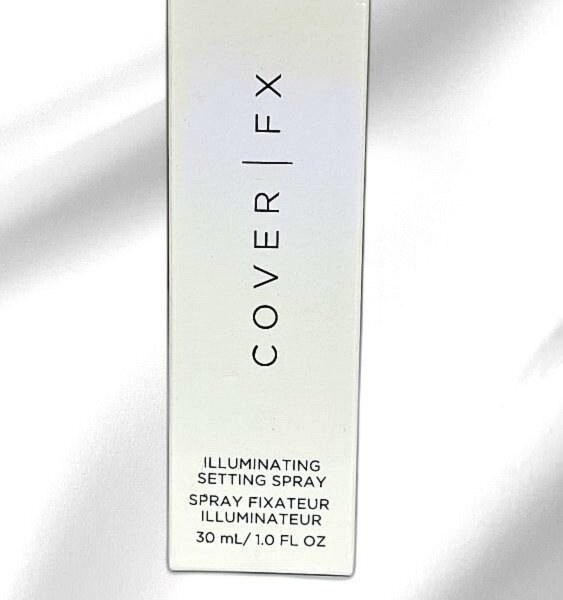 COVER | FX
ILLUMINATING
SETTING SPRAY
SPRAY FIXATEUR
ILLUMINATEUR
30 mL/ 1.0 FL OZ